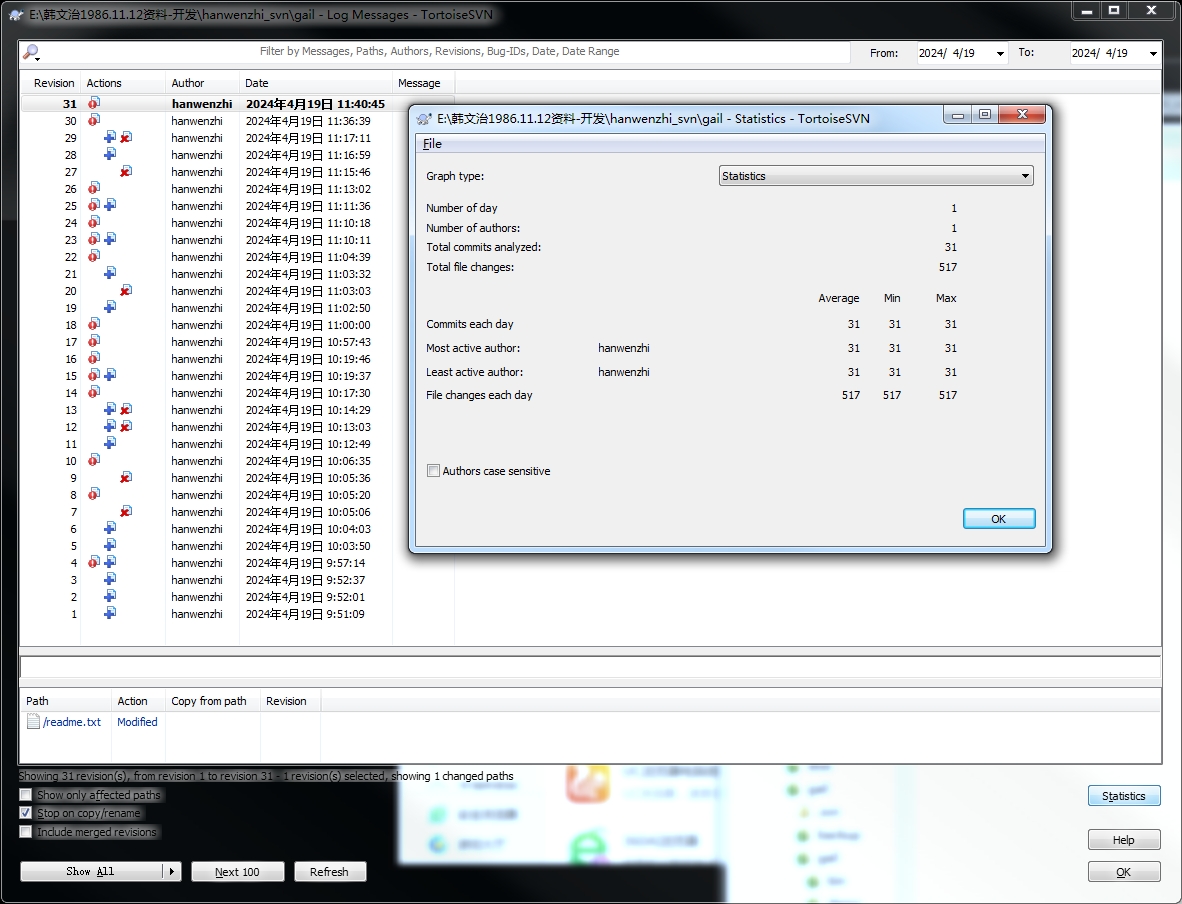 E:\韩文治1986.11.12资料-开发\hanwenzhi_svn\gail - Log Messages - TortoiseSVN
Filter by Messages, Paths, Authors, Revisions, Bug-IDs, Date, Date Range From: 2024/ 4/19 To: 2024/ 4/19
Revision Actions Author Date Message
31 hanwenzhi 2024年4月19日 11:40:45
30 hanwenzhi 2024年4月19日 11:36:39
29 hanwenzhi 2024年4月19日 11:17:11
28 hanwenzhi 2024年4月19日 11:16:59
27 hanwenzhi 2024年4月19日 11:15:46
26 hanwenzhi 2024年4月19日 11:13:02
25 hanwenzhi 2024年4月19日 11:11:36
24 hanwenzhi 2024年4月19日 11:10:18
23 hanwenzhi 2024年4月19日 11:10:11
22 hanwenzhi 2024年4月19日 11:04:39
21 hanwenzhi 2024年4月19日 11:03:32
20 hanwenzhi 2024年4月19日 11:03:03
19 hanwenzhi 2024年4月19日 11:02:50
18 hanwenzhi 2024年4月19日 11:00:00
17 hanwenzhi 2024年4月19日 10:57:43
16 hanwenzhi 2024年4月19日 10:19:46
15 hanwenzhi 2024年4月19日 10:19:37
14 hanwenzhi 2024年4月19日 10:17:30
13 hanwenzhi 2024年4月19日 10:14:29
12 hanwenzhi 2024年4月19日 10:13:03
11 hanwenzhi 2024年4月19日 10:12:49
10 hanwenzhi 2024年4月19日 10:06:35
9 hanwenzhi 2024年4月19日 10:05:36
8 hanwenzhi 2024年4月19日 10:05:20
7 hanwenzhi 2024年4月19日 10:05:06
6 hanwenzhi 2024年4月19日 10:04:03
5 hanwenzhi 2024年4月19日 10:03:50
4 hanwenzhi 2024年4月19日 9:57:14
3 hanwenzhi 2024年4月19日 9:52:37
2 hanwenzhi 2024年4月19日 9:52:01
1 hanwenzhi 2024年4月19日 9:51:09
E:\韩文治1986.11.12资料-开发\hanwenzhi_svn\gail - Statistics - TortoiseSVN
File
Graph type: Statistics
Number of day 1
Number of authors: 1
Total commits analyzed: 31
Total file changes: 517
Average Min Max
Commits each day 31 31 31
Most active author: hanwenzhi 31 31 31
Least active author: hanwenzhi 31 31 31
File changes each day 517 517 517
Authors case sensitive
OK
Path Action Copy from path Revision
/readme.txt Modified
Showing 31 revision(s), from revision 1 to revision 31 - 1 revision(s) selected, showing 1 changed paths
Show only affected paths
Stop on copy/rename
Include merged revisions
Statistics
Help
Show All Next 100 Refresh OK